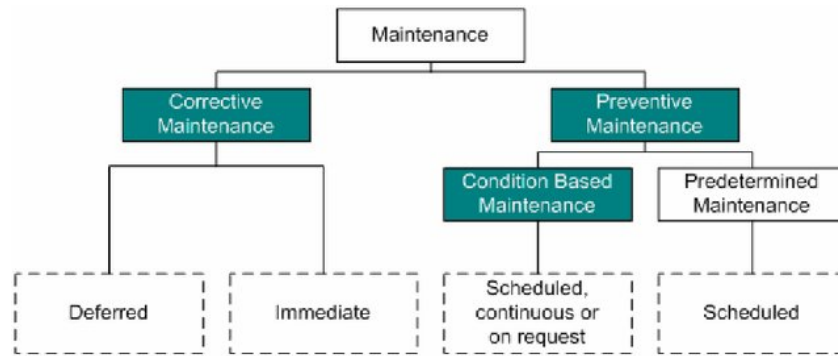 Maintenance
Corrective
Maintenance
Preventive
Maintenance
Condition Based
Maintenance
Predetermined
Maintenance
Deferred
Immediate
Scheduled,
continuous or
on request
Scheduled